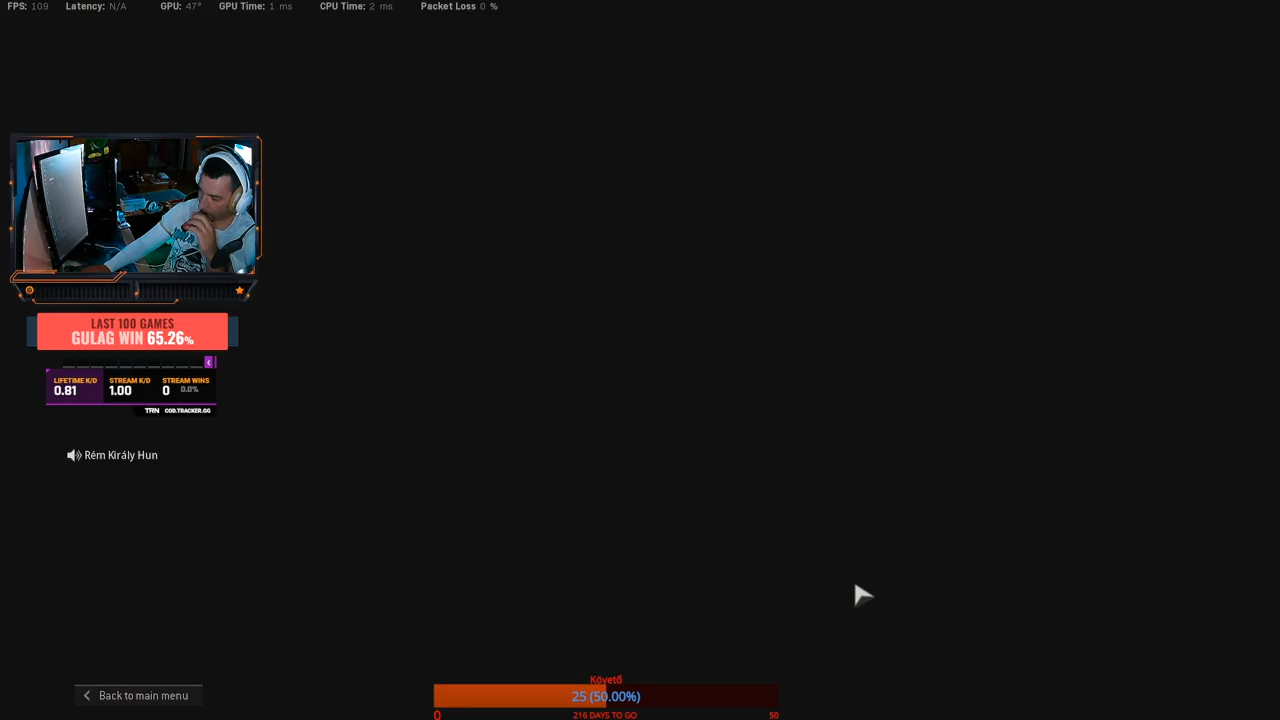 FPS: 109 Latency: N/A GPU: 47° GPU Time: 1 ms CPU Time: 2 ms Packet Loss 0 %
LAST 100 GAMES
GULAG WIN 65.26%
LIFETIME K/D STREAM K/D STREAM WINS
0.81 1.00 0 0.0%
TRN COD.TRACKER.GG
Rém Király Hun
Back to main menu
Követő
25 (50.00%)
0 216 DAYS TO GO 50